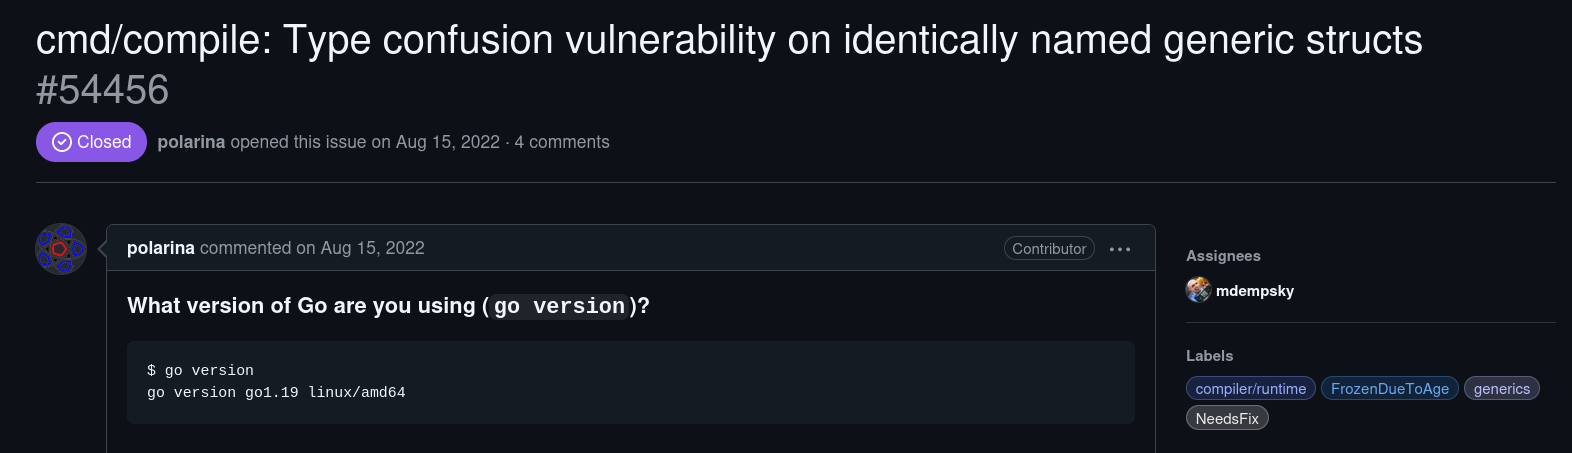 cmd/compile: Type confusion vulnerability on identically named generic structs
#54456
Closed polarina opened this issue on Aug 15, 2022 · 4 comments
polarina commented on Aug 15, 2022 Contributor ...
What version of Go are you using (go version)?
$ go version
go version go1.19 linux/amd64
Assignees
mdempsky
Labels
compiler/runtime FrozenDueToAge generics
NeedsFix